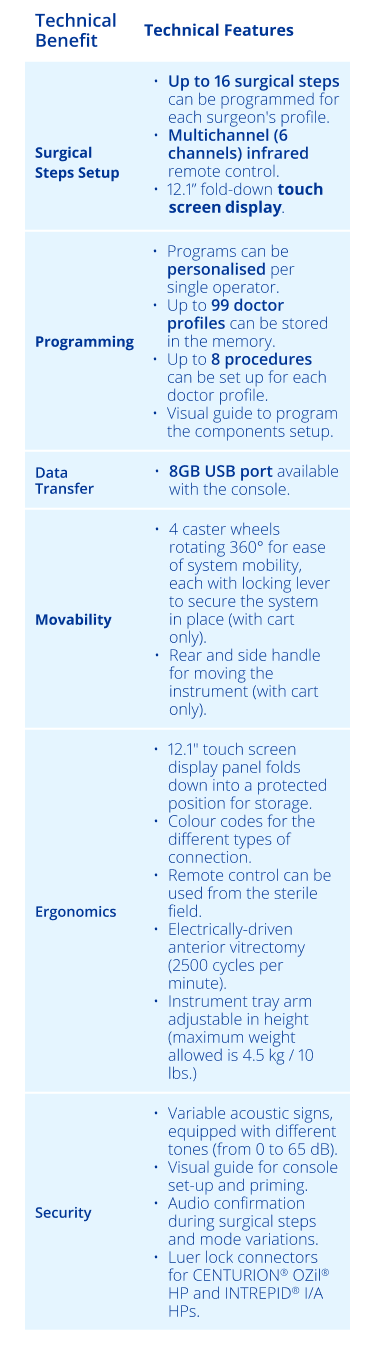 Technical
Benefit
Technical Features
Surgical
Steps Setup
• Up to 16 surgical steps
can be programmed for
each surgeon's profile.
• Multichannel (6
channels) infrared
remote control.
• 12.1” fold-down touch
screen display.
Programming
• Programs can be
personalised per
single operator.
• Up to 99 doctor
profiles can be stored
in the memory.
• Up to 8 procedures
can be set up for each
doctor profile.
• Visual guide to program
the components setup.
Data
Transfer
• 8GB USB port available
with the console.
Movability
• 4 caster wheels
rotating 360° for ease
of system mobility,
each with locking lever
to secure the system
in place (with cart
only).
• Rear and side handle
for moving the
instrument (with cart
only).
Ergonomics
• 12.1" touch screen
display panel folds
down into a protected
position for storage.
• Colour codes for the
different types of
connection.
• Remote control can be
used from the sterile
field.
• Electrically-driven
anterior vitrectomy
(2500 cycles per
minute).
• Instrument tray arm
adjustable in height
(maximum weight
allowed is 4.5 kg / 10
lbs.)
Security
• Variable acoustic signs,
equipped with different
tones (from 0 to 65 dB).
• Visual guide for console
set-up and priming.
• Audio confirmation
during surgical steps
and mode variations.
• Luer lock connectors
for CENTURION® OZil®
HP and INTREPID® I/A
HPs.